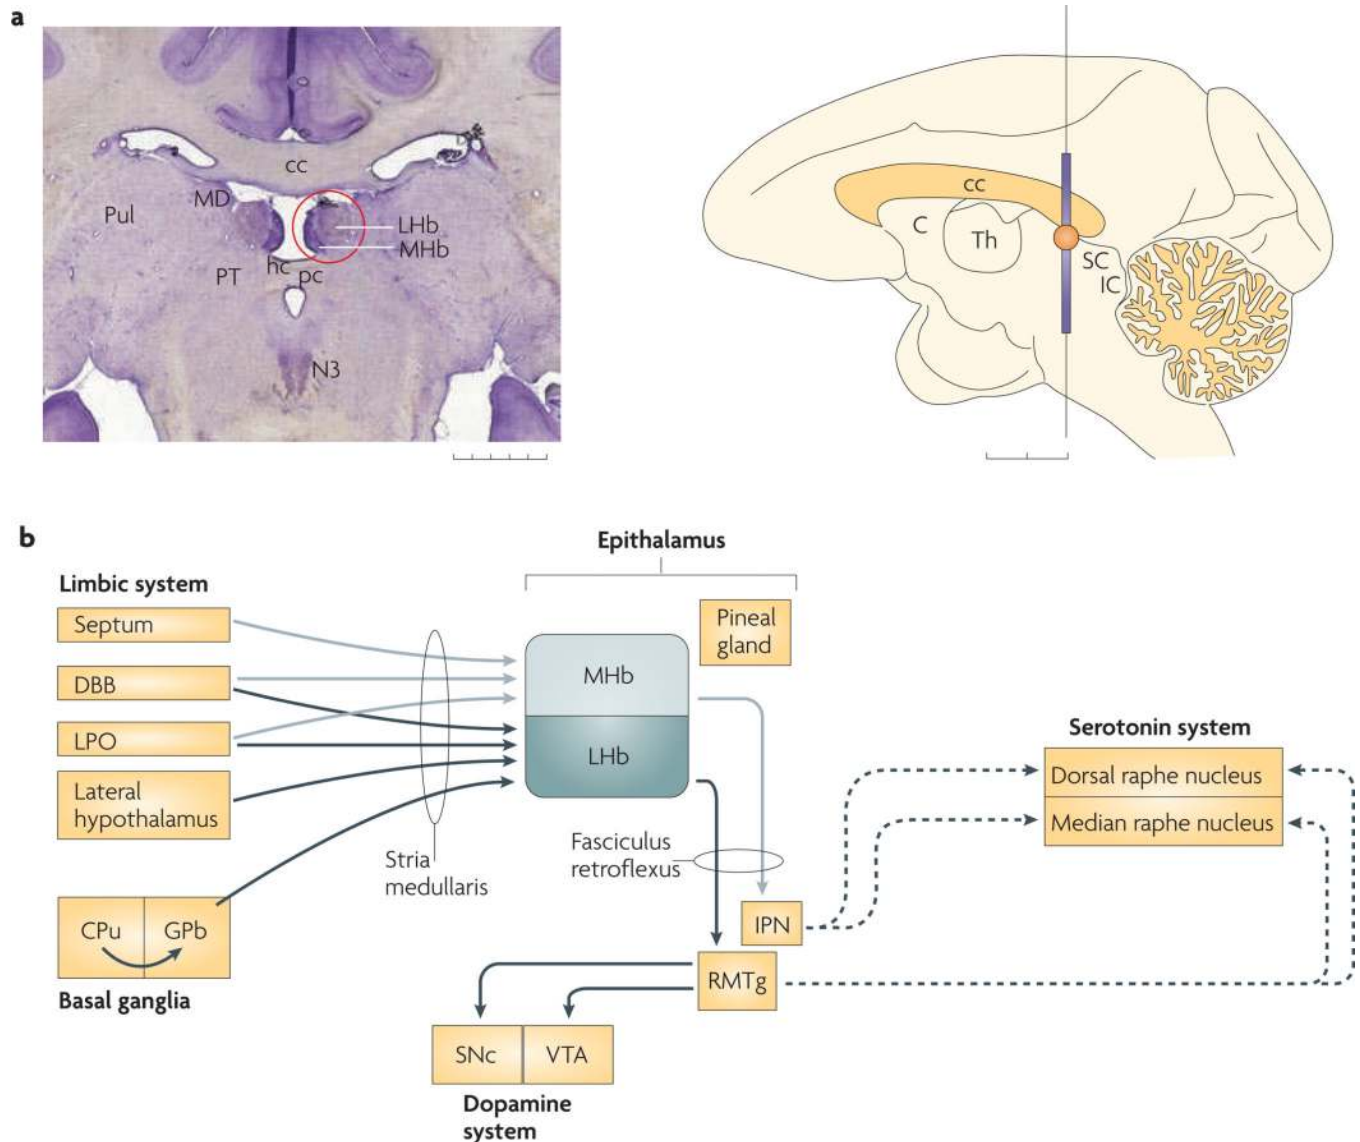 a
cc
MD
Pul
LHb
MHb
hc
pc
PT
N3
cc
C
Th
SC
IC
b
Epithalamus
Limbic system
Septum
DBB
LPO
Lateral
hypothalamus
Pineal
gland
MHb
LHb
Serotonin system
Dorsal raphe nucleus
Median raphe nucleus
Stria
medullaris
Fasciculus
retroflexus
CPu
GPb
Basal ganglia
IPN
RMTg
SNc
VTA
Dopamine
system